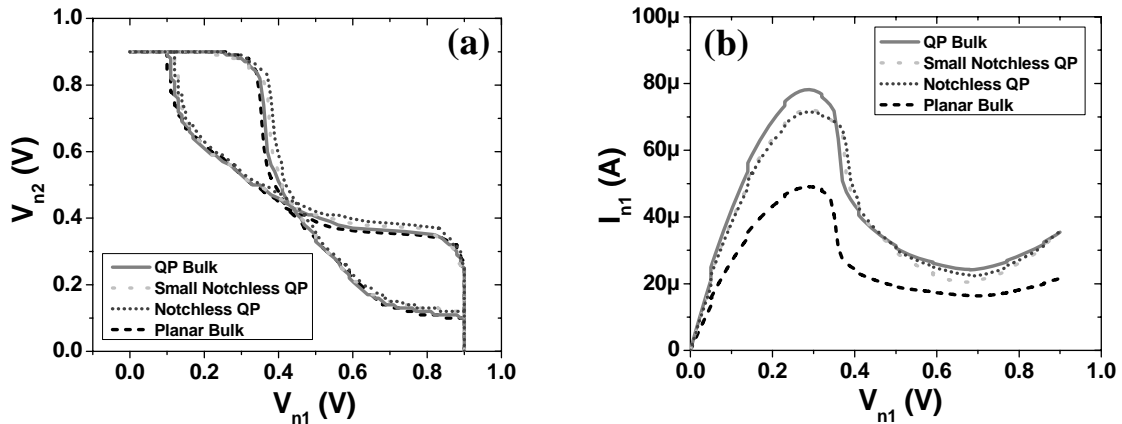 (a)
1.0
0.8
0.6
0.4
0.2
0.0
V_n2 (V)
QP Bulk
Small Notchless QP
Notchless QP
Planar Bulk
0.0 0.2 0.4 0.6 0.8 1.0
V_n1 (V)
(b)
100µ
80µ
60µ
40µ
20µ
0
I_n1 (A)
QP Bulk
Small Notchless QP
Notchless QP
Planar Bulk
0.0 0.2 0.4 0.6 0.8 1.0
V_n1 (V)